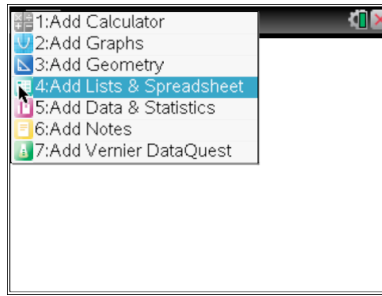 1:Add Calculator
2:Add Graphs
3:Add Geometry
4:Add Lists & Spreadsheet
5:Add Data & Statistics
6:Add Notes
7:Add Vernier DataQuest